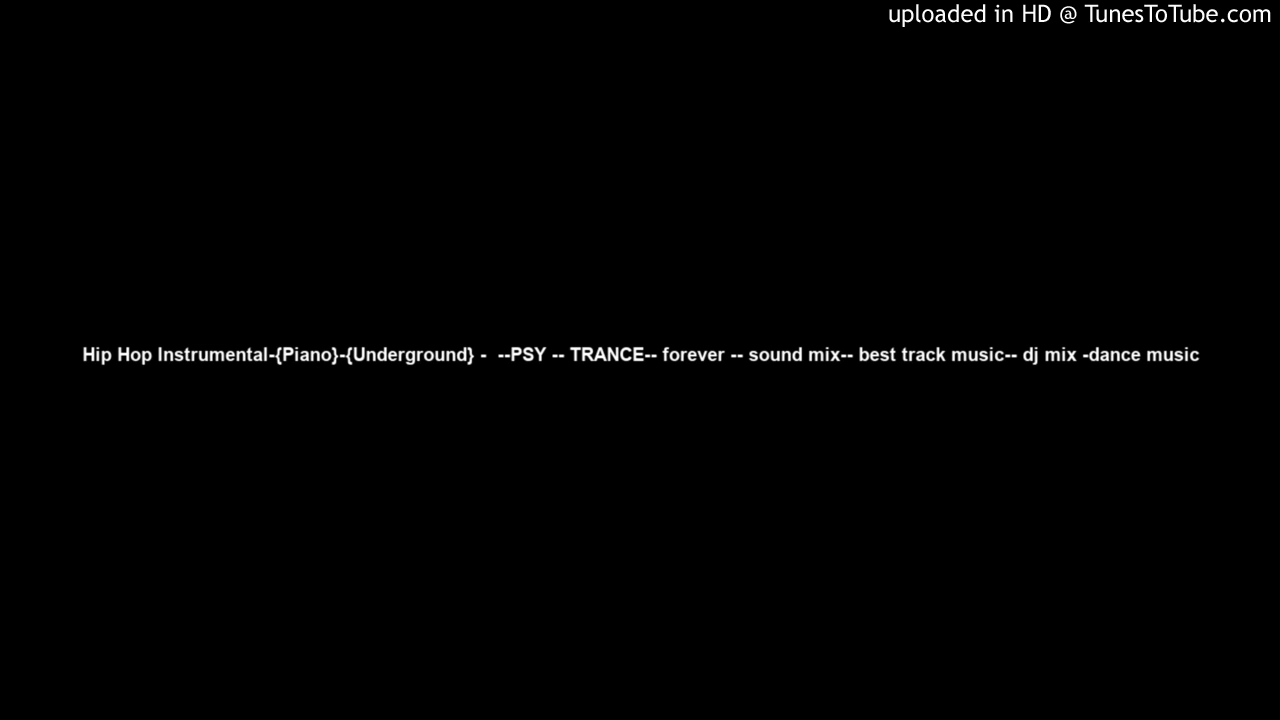 uploaded in HD @ TunesToTube.com
Hip Hop Instrumental-{Piano}-{Underground} -  --PSY -- TRANCE-- forever -- sound mix-- best track music-- dj mix -dance music